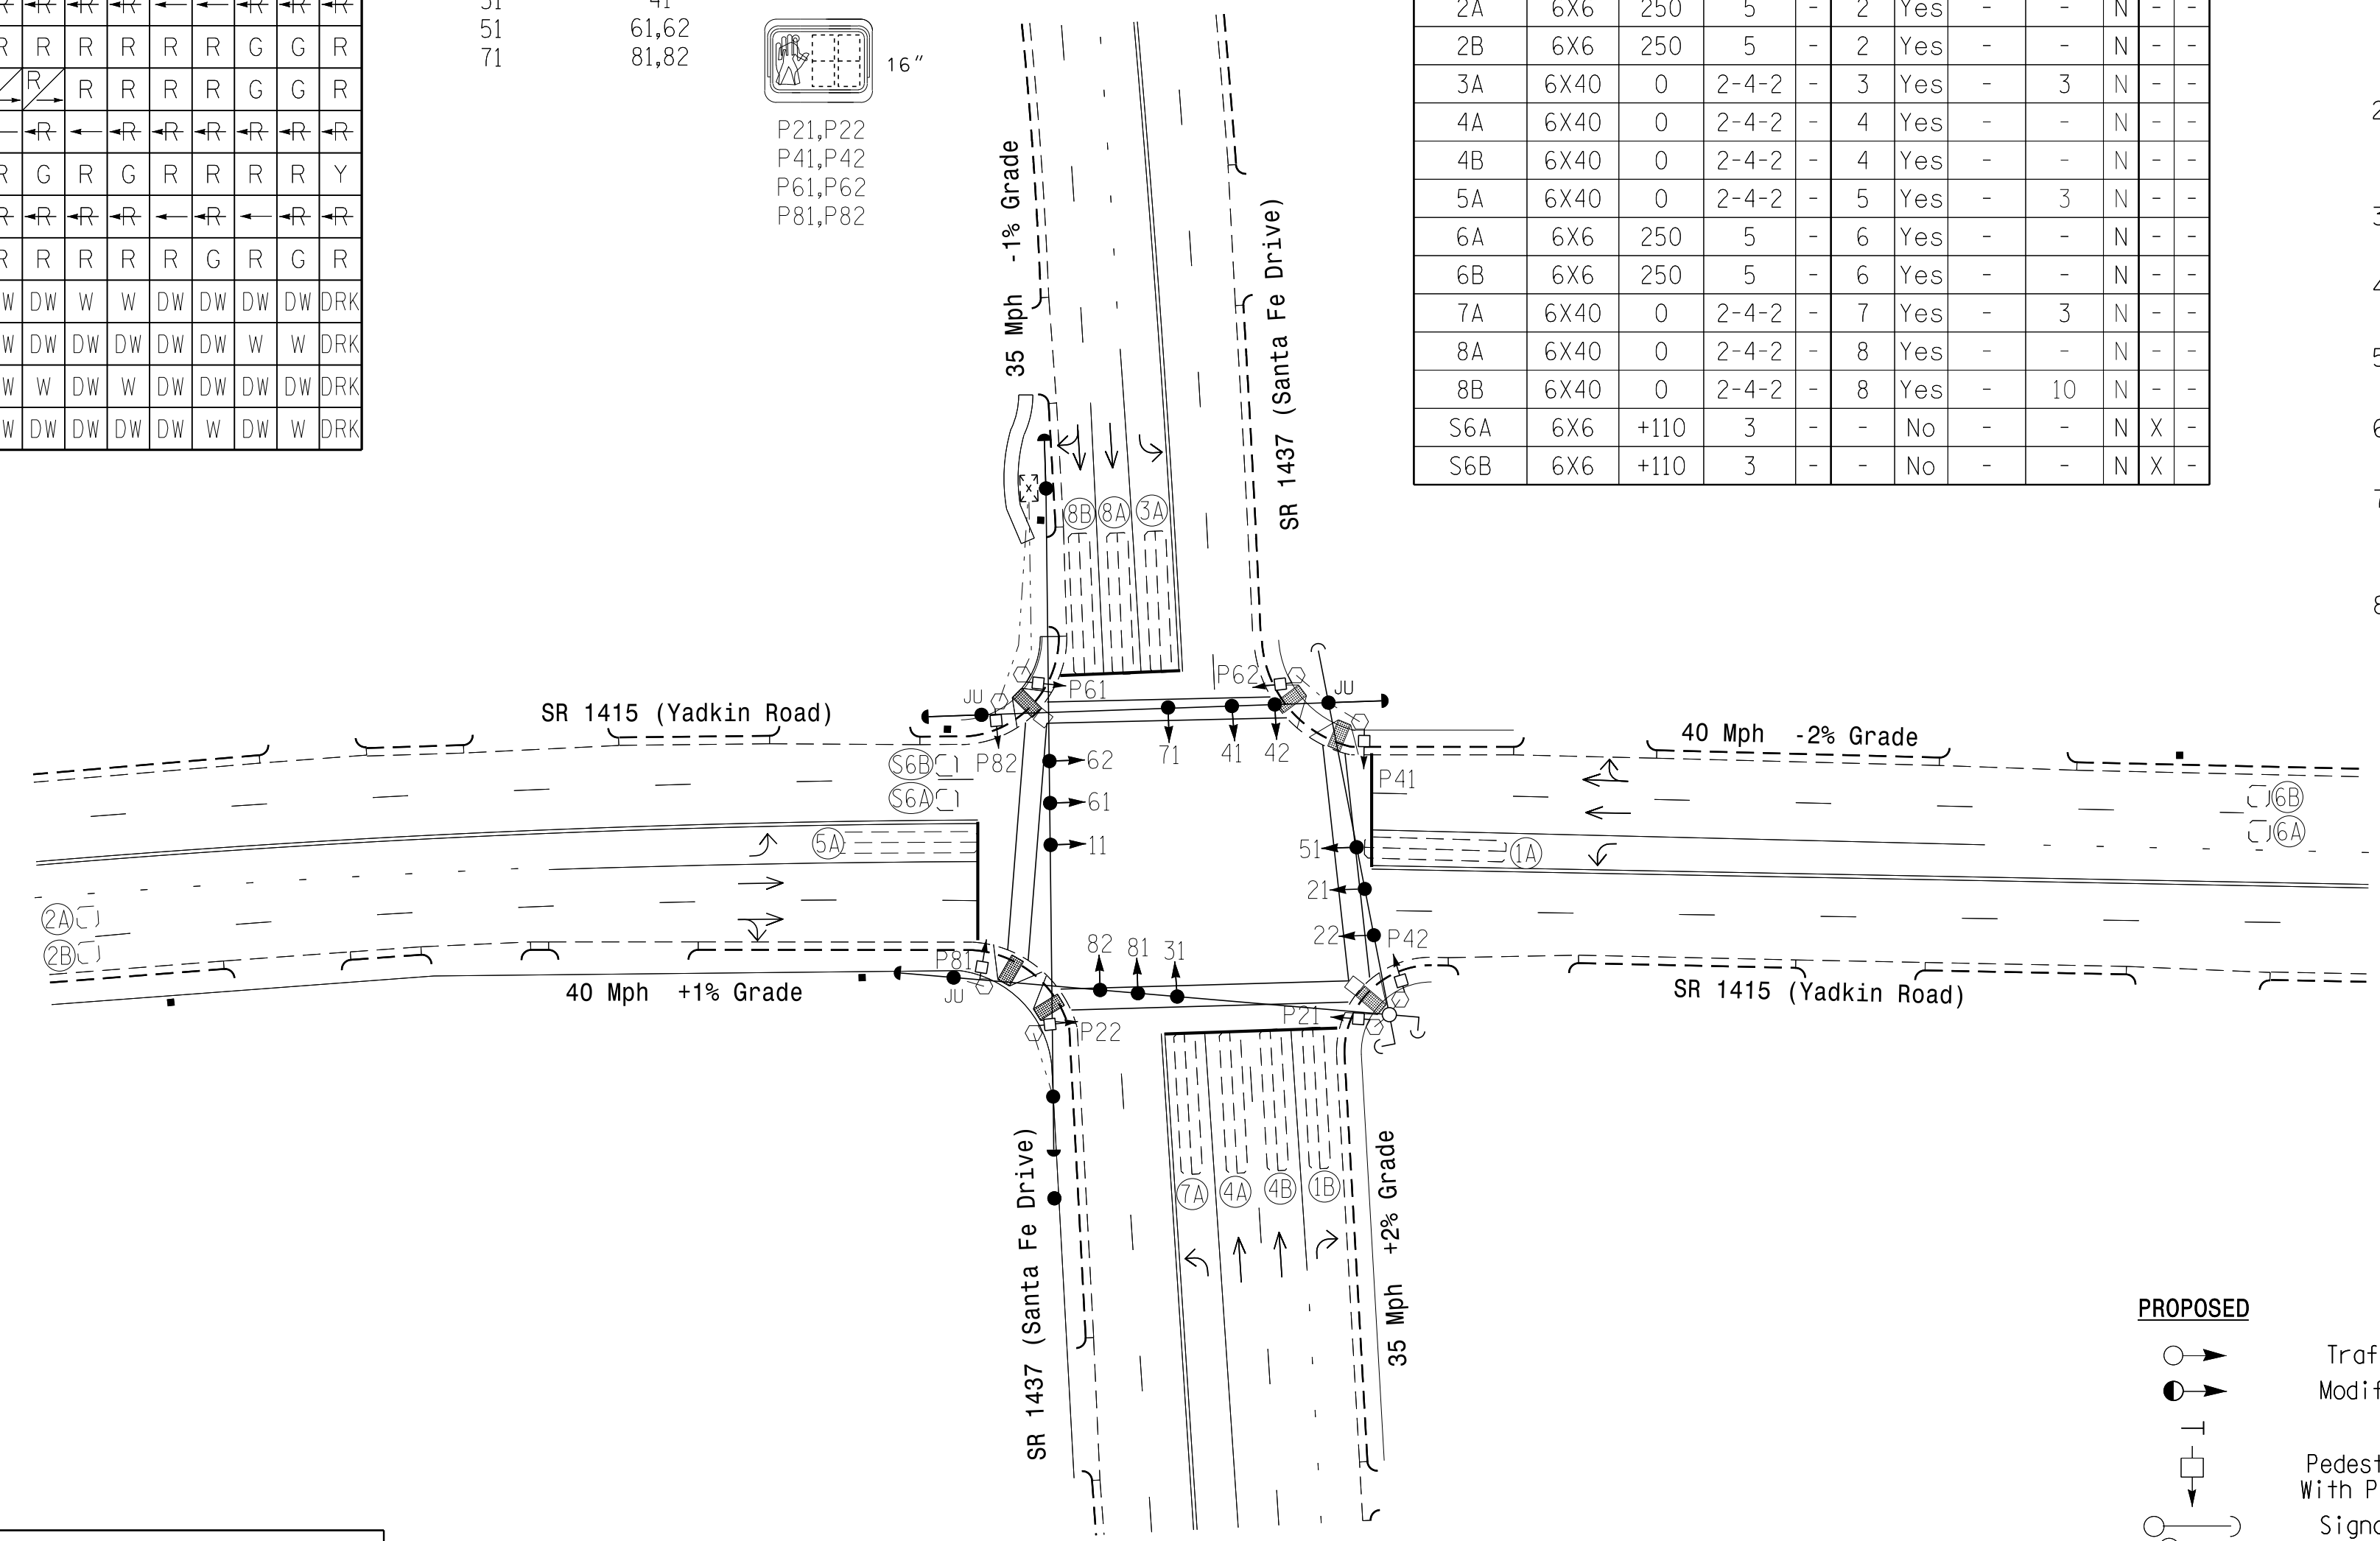 R R R R R R G G R
R R R R R G G R
R R R R R R R R
R G R G R R R R Y
R R R R R R R R
R R R R R G R G R
W DW W W DW DW DW DW DRK
W DW DW DW DW DW W W DRK
W W DW W DW DW DW DW DRK
W DW DW DW DW W DW W DRK
51 61,62
71 81,82
16"
P21,P22
P41,P42
P61,P62
P81,P82
2A 6X6 250 5 - 2 Yes - - N - -
2B 6X6 250 5 - 2 Yes - - N - -
3A 6X40 0 2-4-2 - 3 Yes - 3 N - -
4A 6X40 0 2-4-2 - 4 Yes - - N - -
4B 6X40 0 2-4-2 - 4 Yes - - N - -
5A 6X40 0 2-4-2 - 5 Yes - 3 N - -
6A 6X6 250 5 - 6 Yes - - N - -
6B 6X6 250 5 - 6 Yes - - N - -
7A 6X40 0 2-4-2 - 7 Yes - 3 N - -
8A 6X40 0 2-4-2 - 8 Yes - - N - -
8B 6X40 0 2-4-2 - 8 Yes - 10 N - -
S6A 6X6 +110 3 - - No - - N X -
S6B 6X6 +110 3 - - No - - N X -
35 Mph -1% Grade
SR 1437 (Santa Fe Drive)
8B 8A 3A
JU P61 P62 JU
SR 1415 (Yadkin Road)
40 Mph -2% Grade
71 41 42
S6B P82 62 P41
S6A 61
6B
6A
5A 11 51 1A
21
2A
2B
22 P42
82 81 31
P81
JU
40 Mph +1% Grade
SR 1415 (Yadkin Road)
P22 P21
7A 4A 4B 1B
SR 1437 (Santa Fe Drive)
35 Mph +2% Grade
PROPOSED
Traf
Modif
Pedest
With P
Signa